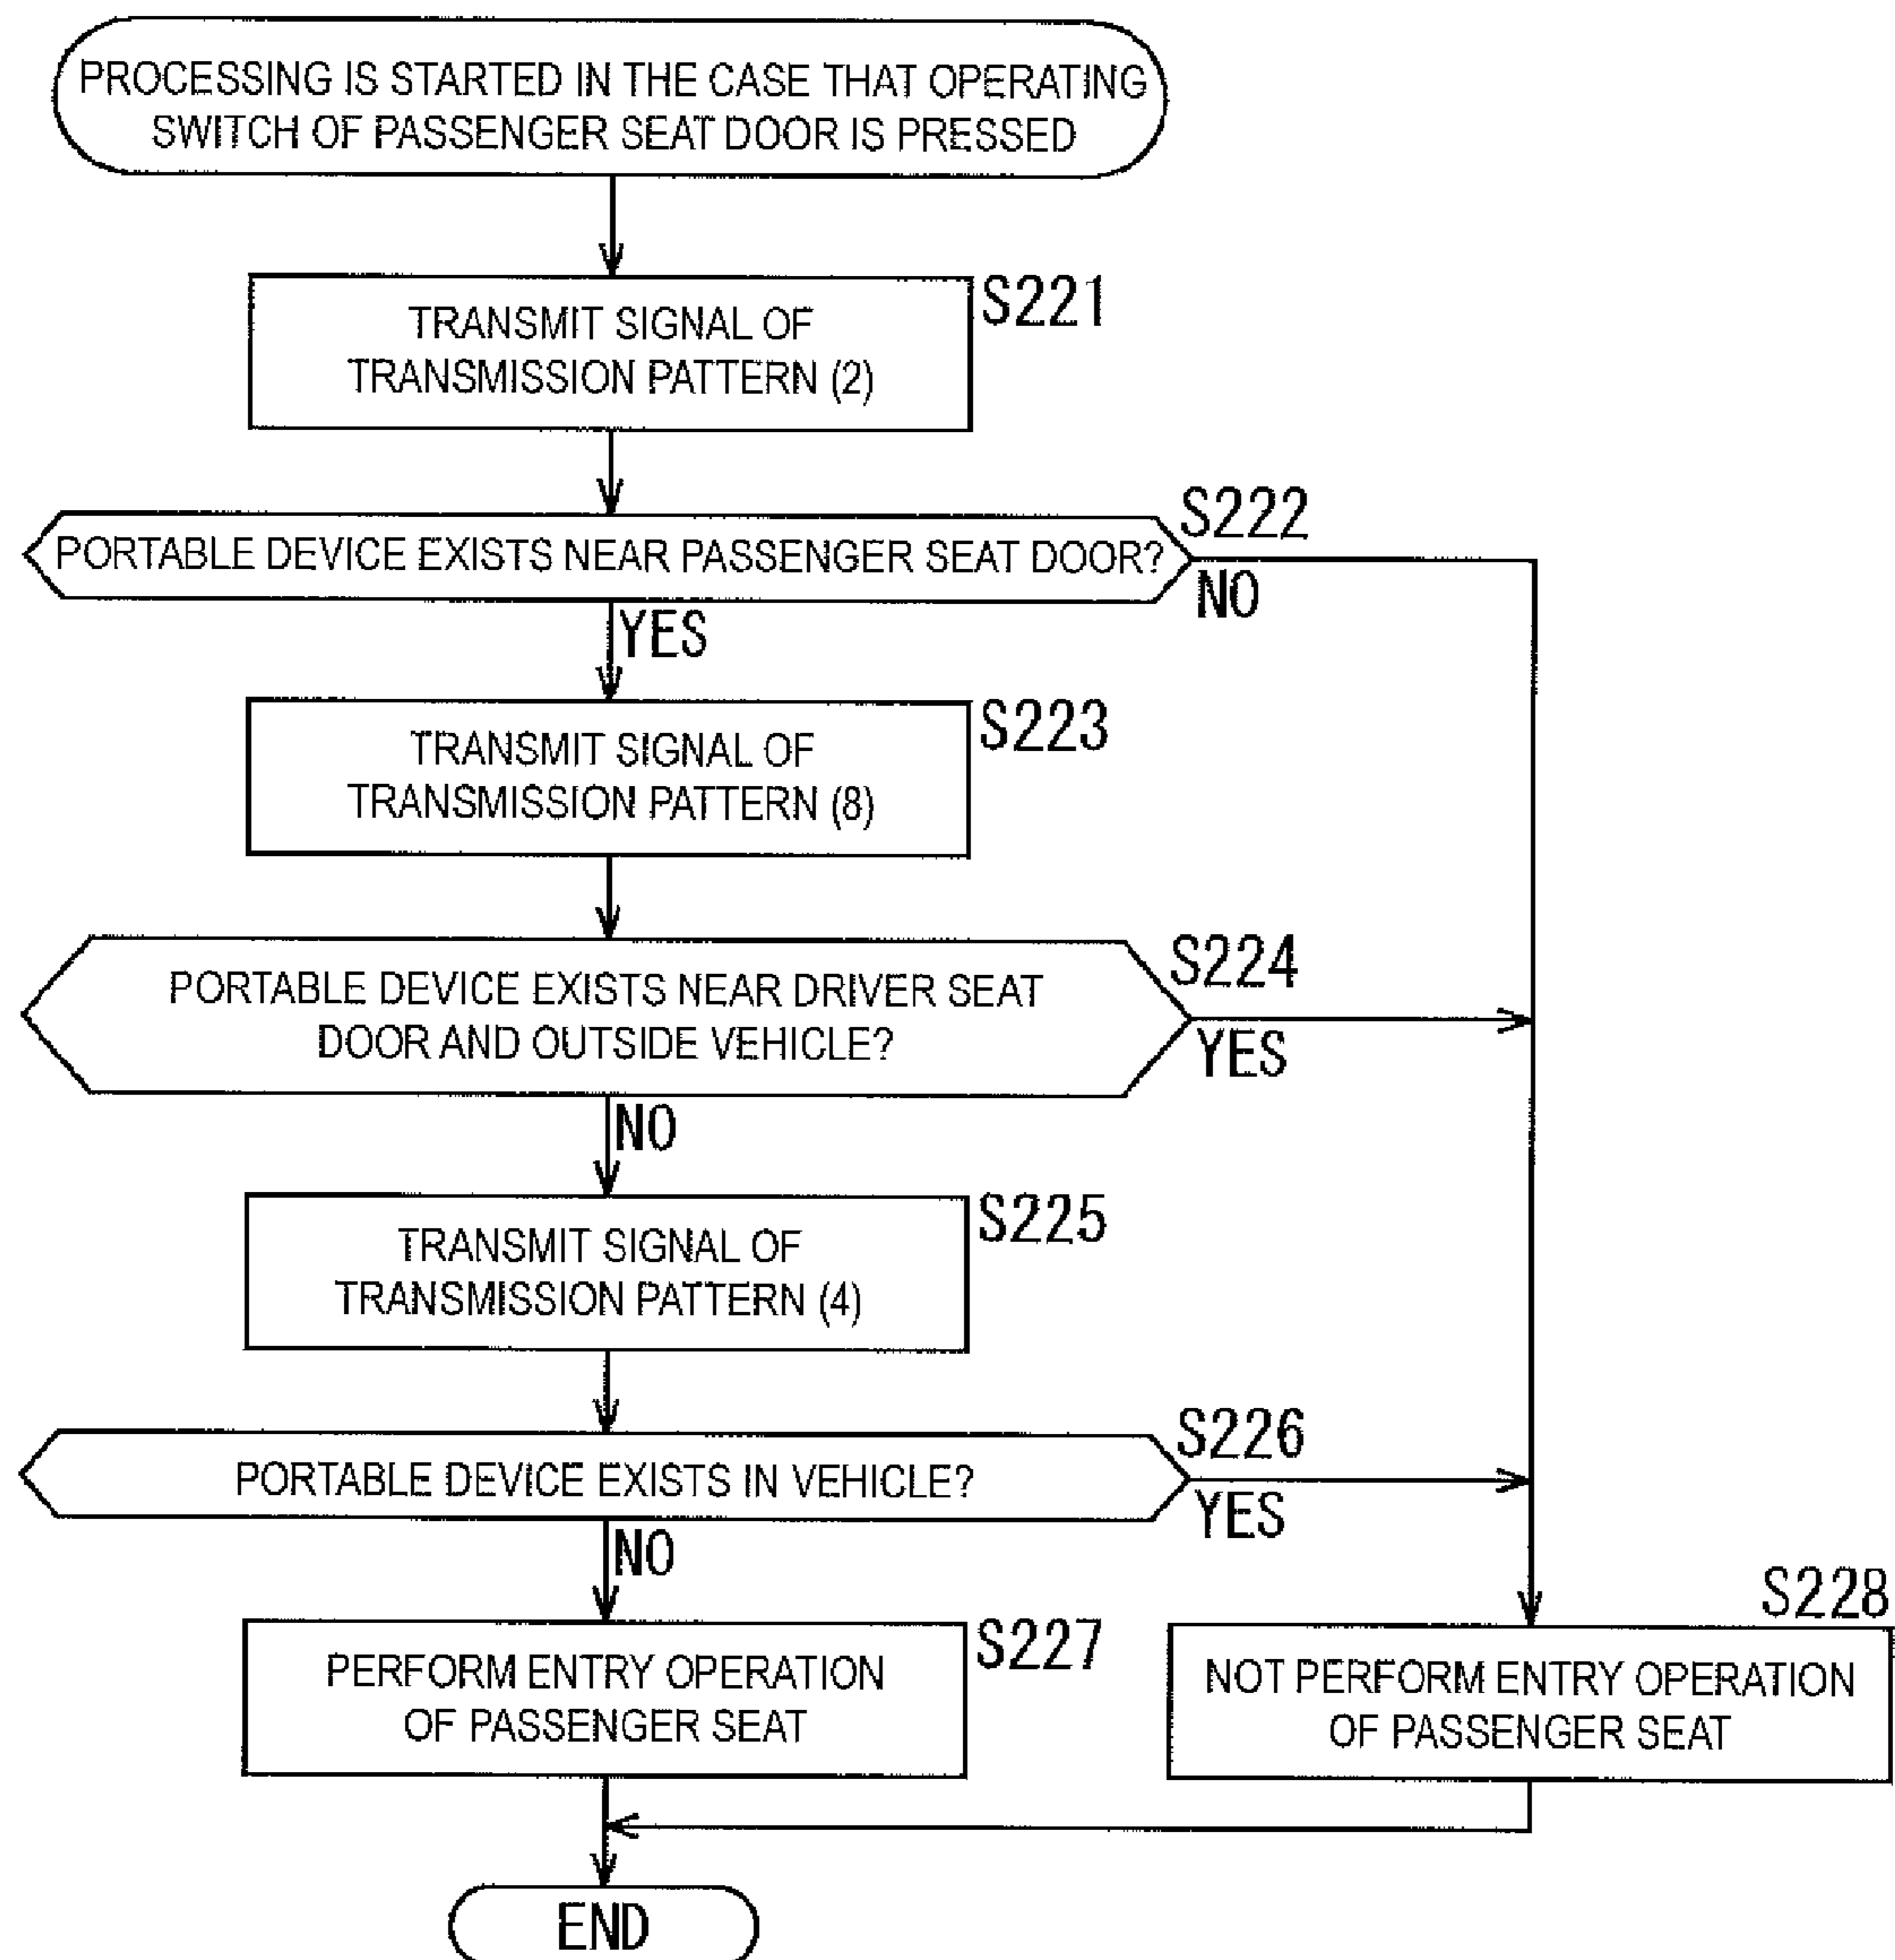 PROCESSING IS STARTED IN THE CASE THAT OPERATING
SWITCH OF PASSENGER SEAT DOOR IS PRESSED
S221
TRANSMIT SIGNAL OF
TRANSMISSION PATTERN (2)
S222
PORTABLE DEVICE EXISTS NEAR PASSENGER SEAT DOOR?
NO
YES
S223
TRANSMIT SIGNAL OF
TRANSMISSION PATTERN (8)
S224
PORTABLE DEVICE EXISTS NEAR DRIVER SEAT
DOOR AND OUTSIDE VEHICLE?
YES
NO
S225
TRANSMIT SIGNAL OF
TRANSMISSION PATTERN (4)
S226
PORTABLE DEVICE EXISTS IN VEHICLE?
YES
NO
S227
PERFORM ENTRY OPERATION
OF PASSENGER SEAT
S228
NOT PERFORM ENTRY OPERATION
OF PASSENGER SEAT
END